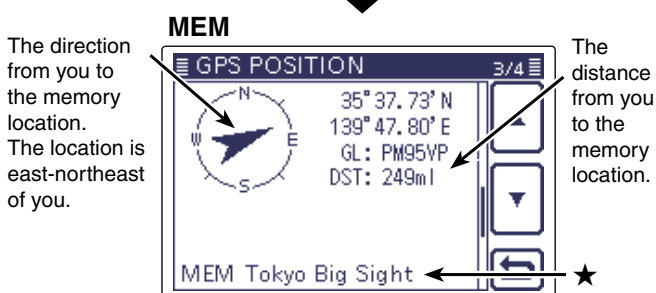 MEM
The direction
from you to
the memory
location.
The location is
east-northeast
of you.
GPS POSITION
3/4
N
W
E
S
35°37.73'N
139°47.80'E
GL: PM95VP
DST: 249ml
MEM Tokyo Big Sight
The
distance
from you
to the
memory
location.
★